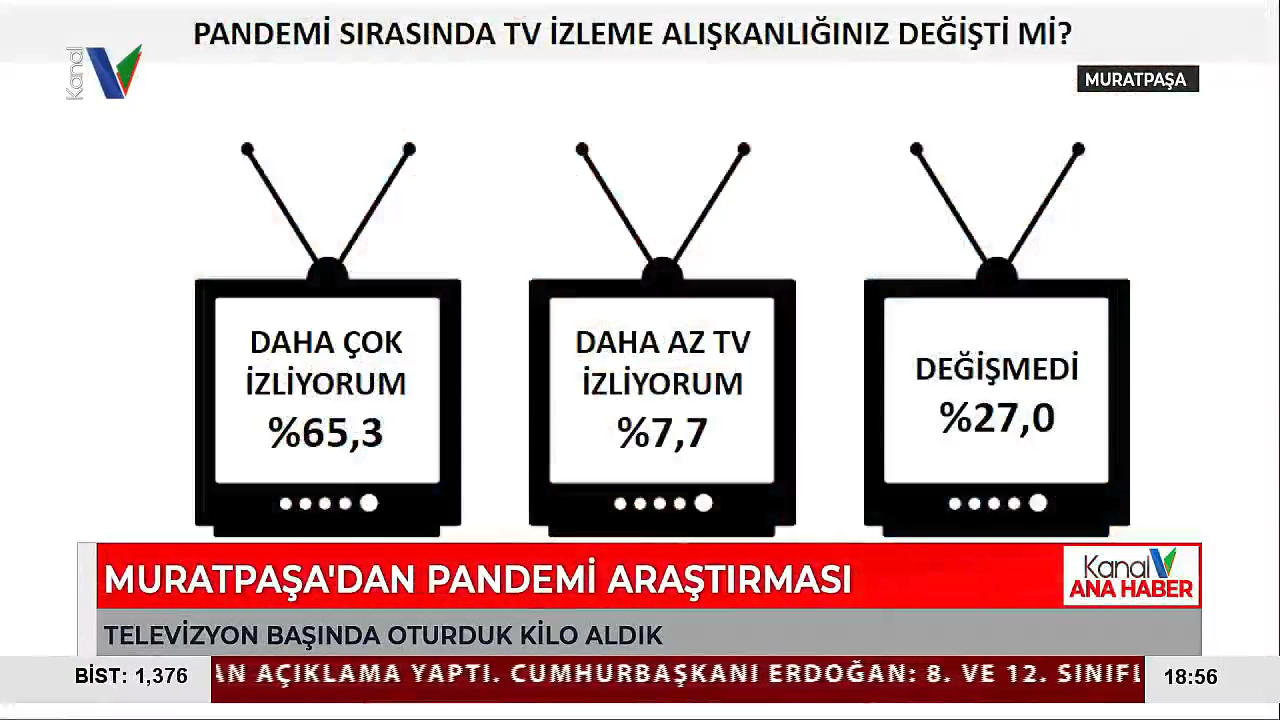 PANDEMİ SIRASINDA TV İZLEME ALIŞKANLIĞINIZ DEĞİŞTİ Mİ?
Kanal V
MURATPAŞA
DAHA ÇOK
İZLİYORUM
%65,3
DAHA AZ TV
İZLİYORUM
%7,7
DEĞİŞMEDİ
%27,0
MURATPAŞA'DAN PANDEMİ ARAŞTIRMASI
Kanal V
ANA HABER
TELEVİZYON BAŞINDA OTURDUK KİLO ALDIK
BİST: 1,376
AÇIKLAMA YAPTI. CUMHURBAŞKANI ERDOĞAN: 8. VE 12. SINIFL
18:56